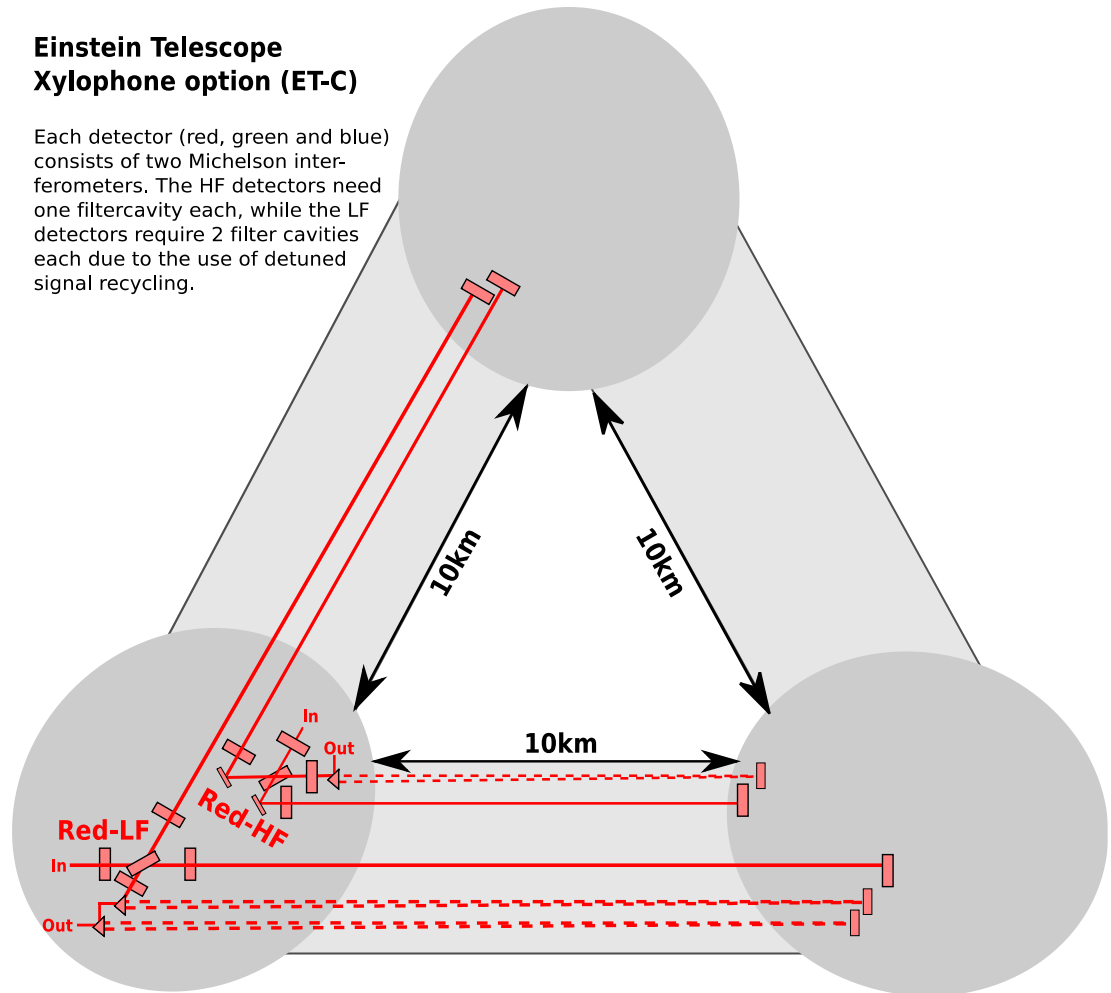 Einstein Telescope
Xylophone option (ET-C)
Each detector (red, green and blue)
consists of two Michelson inter-
ferometers. The HF detectors need
one filtercavity each, while the LF
detectors require 2 filter cavities
each due to the use of detuned
signal recycling.
10km
10km
10km
In
Out
Red-HF
Red-LF
In
Out